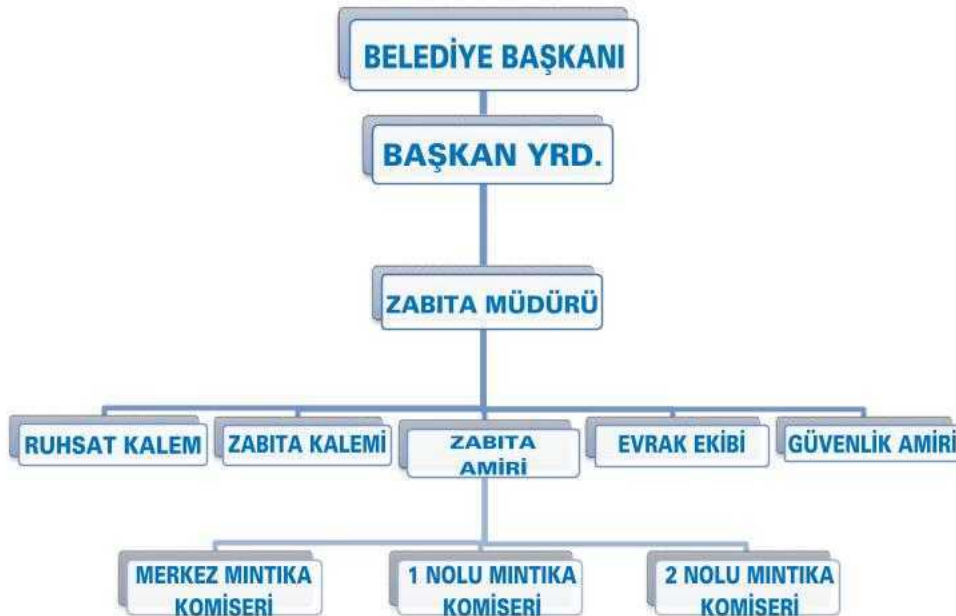 BELEDİYE BAŞKANI
BAŞKAN YRD.
ZABITA MÜDÜRÜ
RUHSAT KALEM
ZABITA KALEMİ
ZABITA
AMİRİ
EVRAK EKİBİ
GÜVENLİK AMİRİ
MERKEZ MINTIKA
KOMİSERİ
1 NOLU MINTIKA
KOMİSERİ
2 NOLU MINTIKA
KOMİSERİ